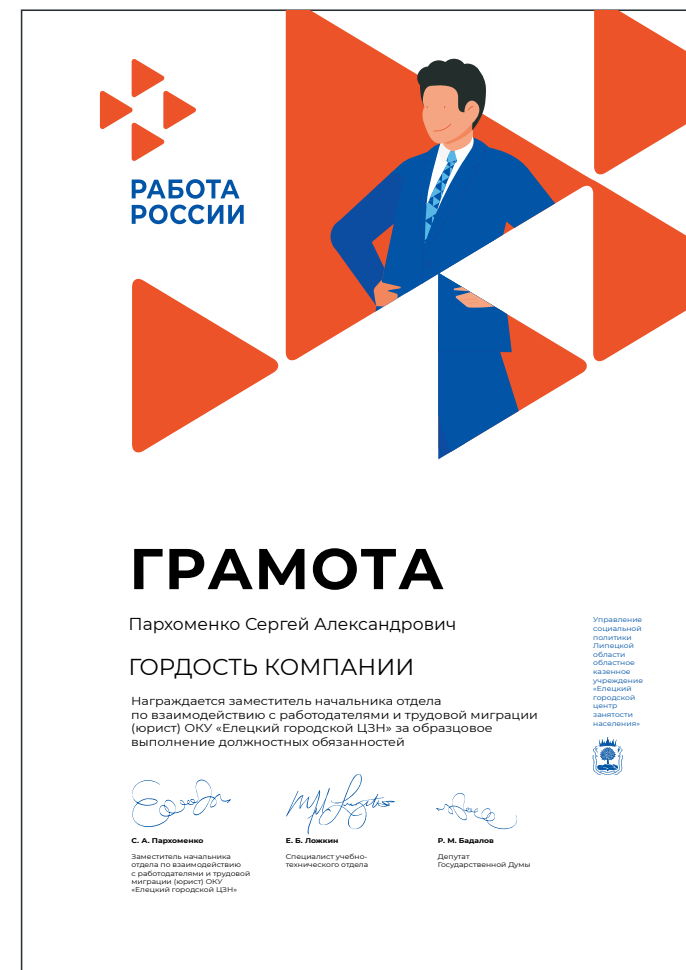 РАБОТА
РОССИИ
ГРАМОТА
Пархоменко Сергей Александрович
ГОРДОСТЬ КОМПАНИИ
Награждается заместитель начальника отдела
по взаимодействию с работодателями и трудовой миграции
(юрист) ОКУ «Елецкий городской ЦЗН» за образцовое
выполнение должностных обязанностей
Управление
социальной
политики
Липецкой
области
областное
казенное
учреждение
«Елецкий
городской
центр
занятости
населения»
С. А. Пархоменко
Заместитель начальника
отдела по взаимодействию
с работодателями и трудовой
миграции (юрист) ОКУ
«Елецкий городской ЦЗН»
Е. Б. Ложкин
Специалист учебно-
технического отдела
Р. М. Бадалов
Депутат
Государственной Думы